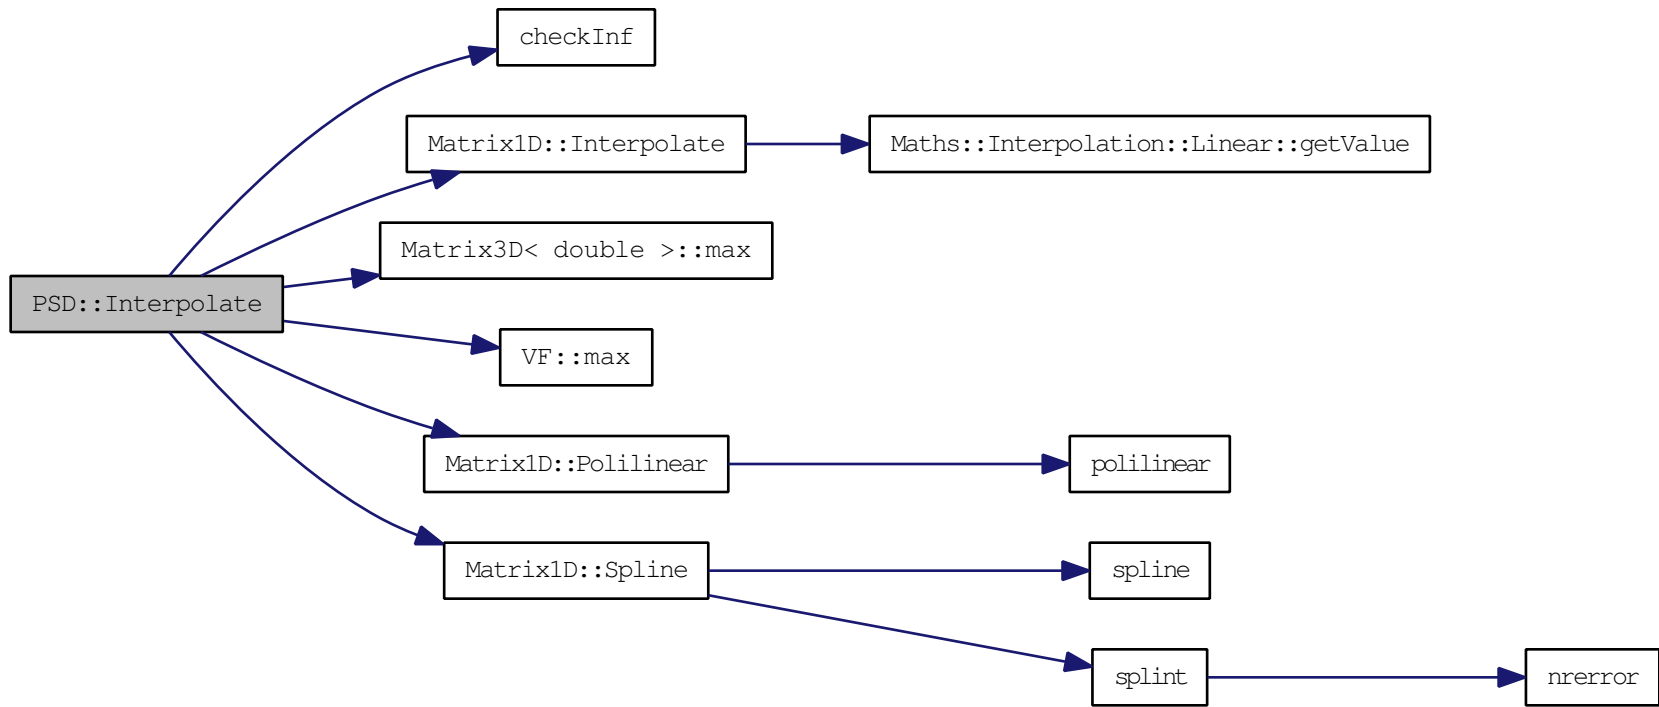 checkInf
Matrix1D::Interpolate
Maths::Interpolation::Linear::getValue
Matrix3D< double >::max
PSD::Interpolate
VF::max
Matrix1D::Polilinear
polilinear
Matrix1D::Spline
spline
splint
nrerror